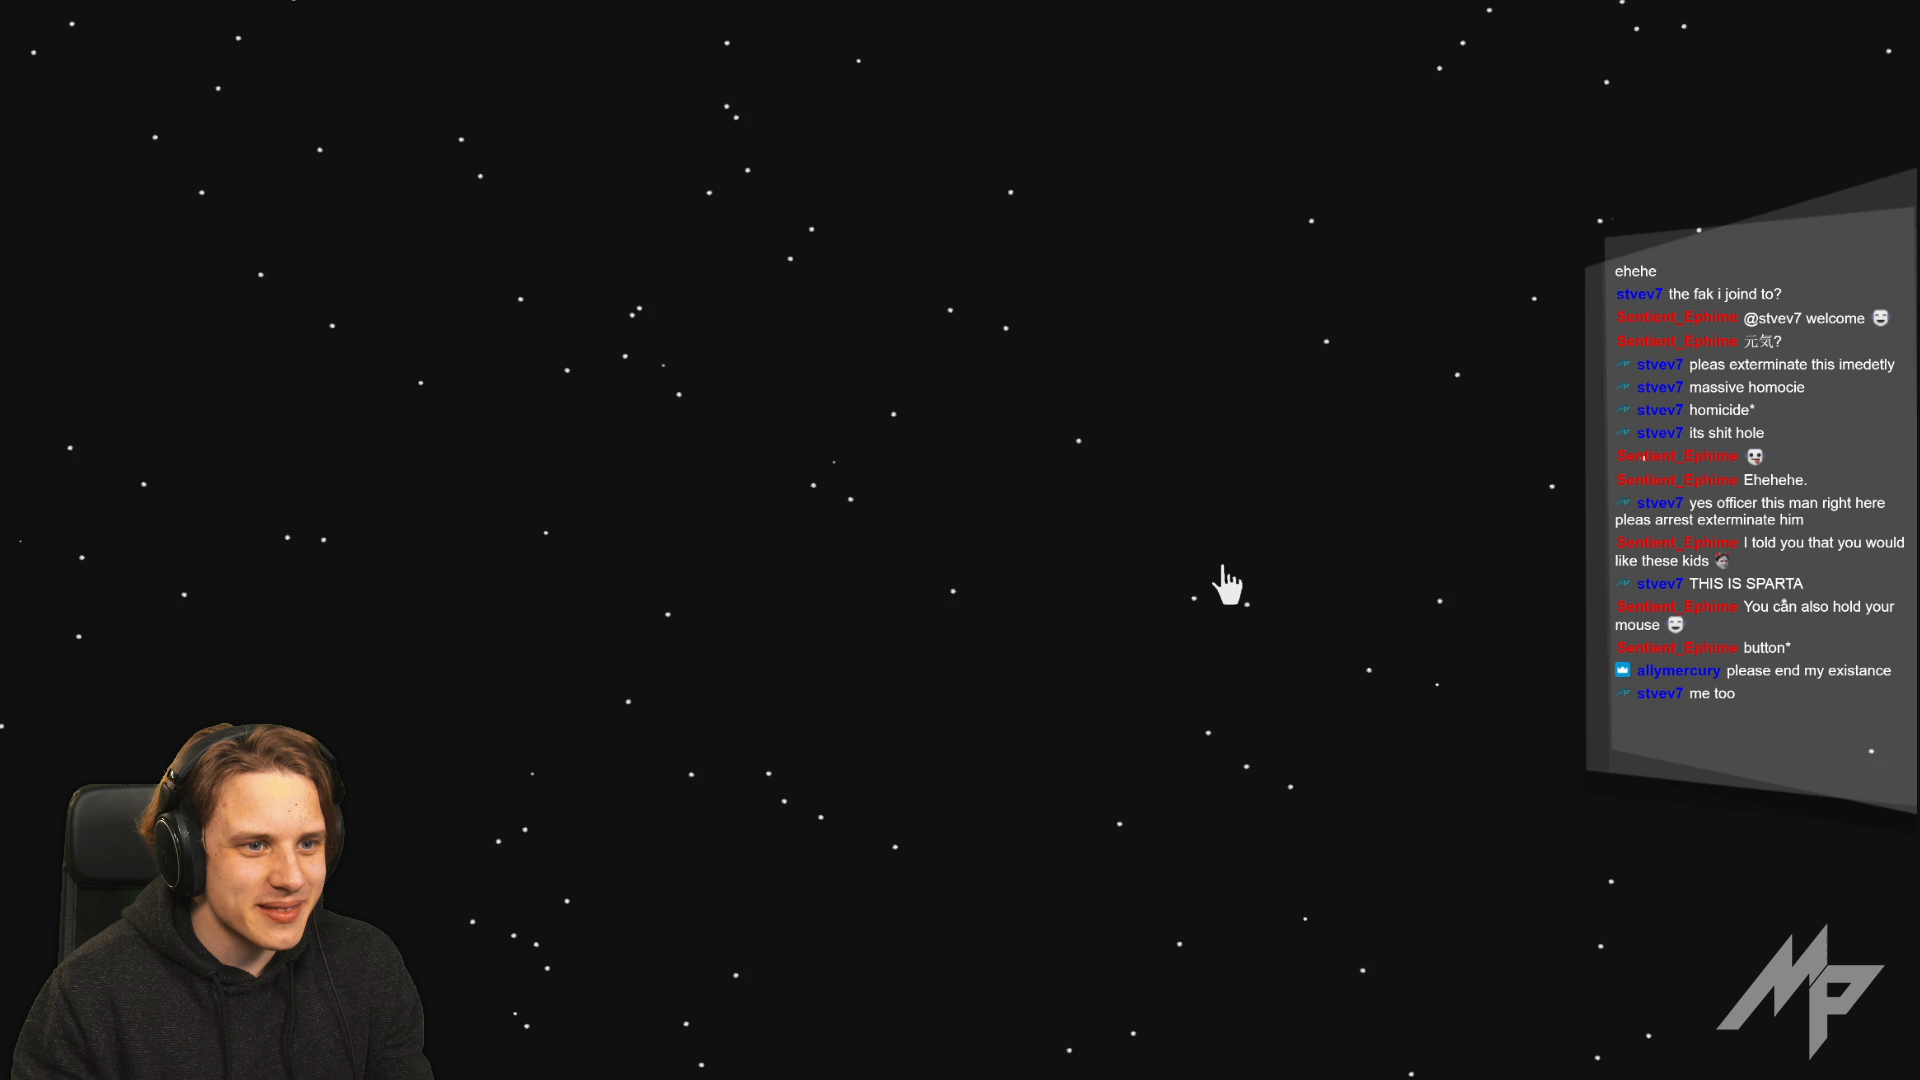 ehehe
stvev7 the fak i joind to?
Sentient_Ephime @stvev7 welcome
Sentient_Ephime 元気?
stvev7 pleas exterminate this imedetly
stvev7 massive homocie
stvev7 homicide*
stvev7 its shit hole
Sentient_Ephime
Sentient_Ephime Ehehehe.
stvev7 yes officer this man right here
pleas arrest exterminate him
Sentient_Ephime I told you that you would
like these kids
stvev7 THIS IS SPARTA
Sentient_Ephime You can also hold your
mouse
Sentient_Ephime button*
allymercury please end my existance
stvev7 me too
MP